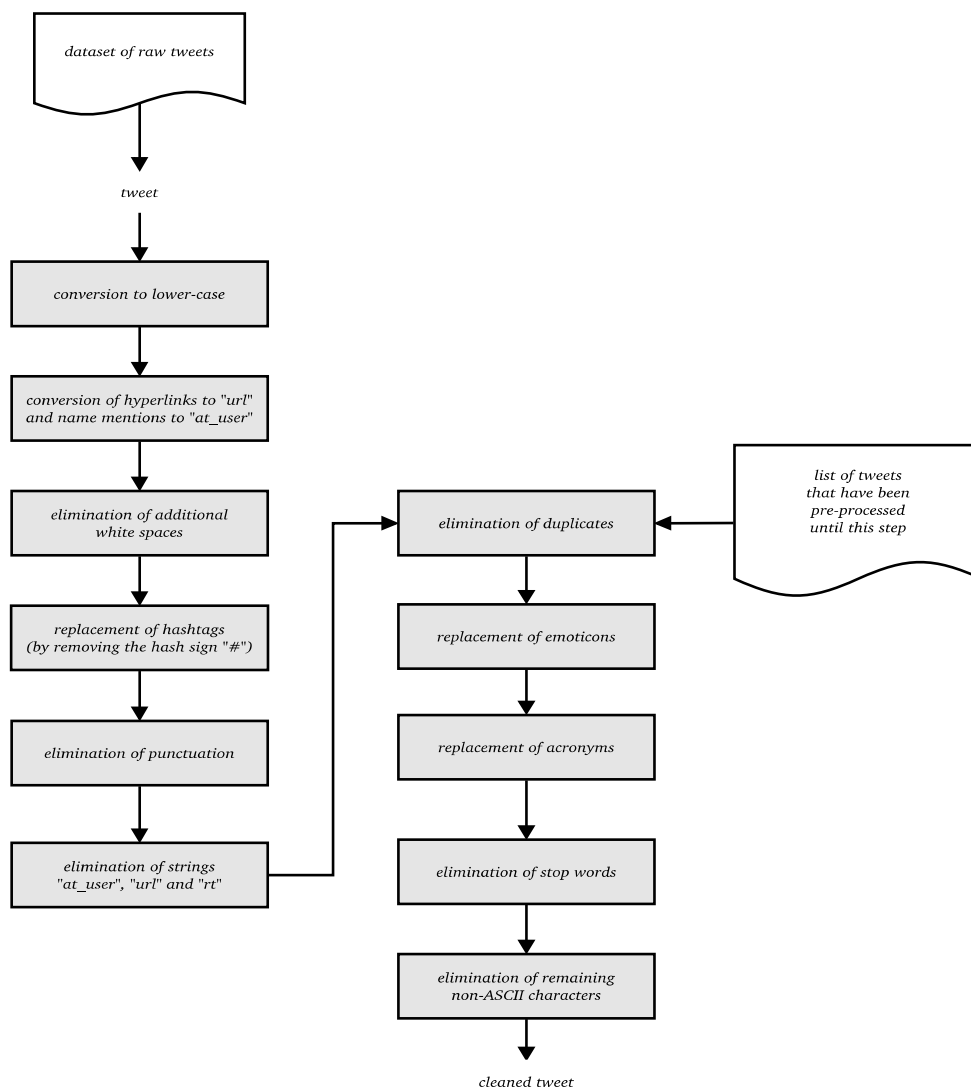 dataset of raw tweets
tweet
conversion to lower-case
conversion of hyperlinks to "url"
and name mentions to "at_user"
elimination of additional
white spaces
replacement of hashtags
(by removing the hash sign "#")
elimination of punctuation
elimination of strings
"at_user", "url" and "rt"
elimination of duplicates
list of tweets
that have been
pre-processed
until this step
replacement of emoticons
replacement of acronyms
elimination of stop words
elimination of remaining
non-ASCII characters
cleaned tweet